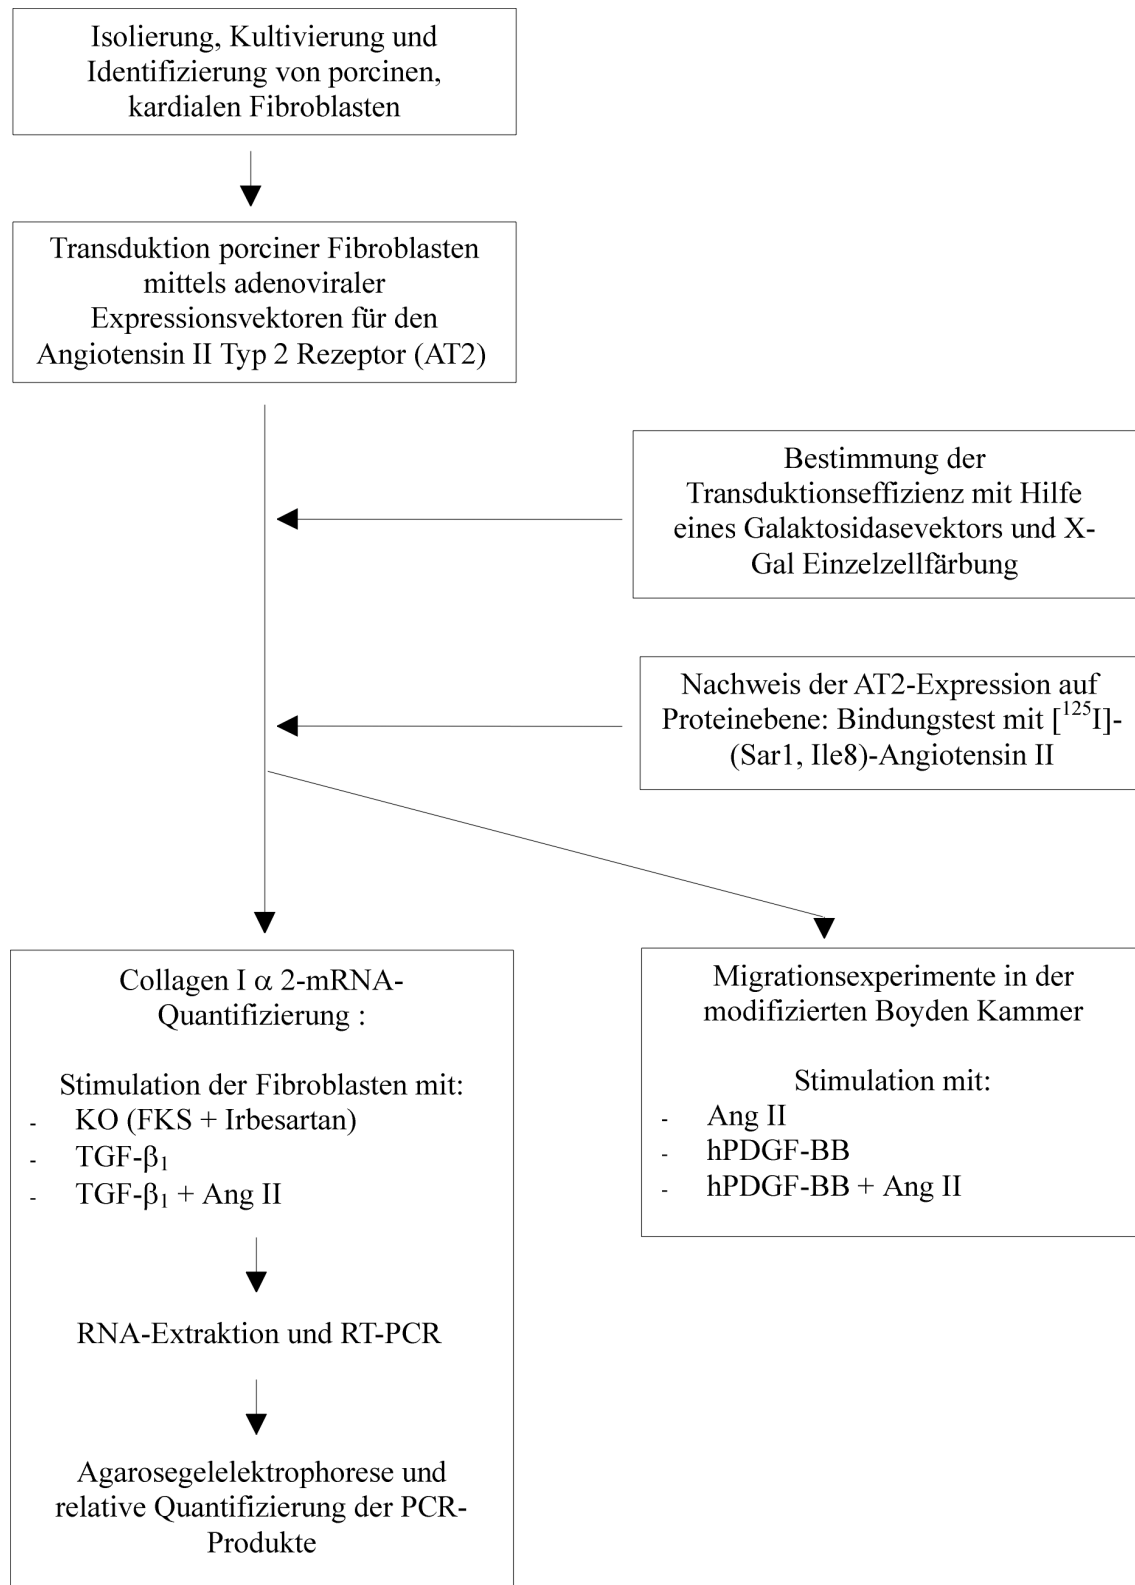 Isolierung, Kultivierung und
Identifizierung von porcinen,
kardialen Fibroblasten
Transduktion porciner Fibroblasten
mittels adenoviraler
Expressionsvektoren für den
Angiotensin II Typ 2 Rezeptor (AT2)
Bestimmung der
Transduktionseffizienz mit Hilfe
eines Galaktosidasevektors und X-
Gal Einzelzellfärbung
Nachweis der AT2-Expression auf
Proteinebene: Bindungstest mit [¹²⁵I]-
(Sar1, Ile8)-Angiotensin II
Collagen I α 2-mRNA-
Quantifizierung :
Stimulation der Fibroblasten mit:
- KO (FKS + Irbesartan)
- TGF-β₁
- TGF-β₁ + Ang II
RNA-Extraktion und RT-PCR
Agarosegelelektrophorese und
relative Quantifizierung der PCR-
Produkte
Migrationsexperimente in der
modifizierten Boyden Kammer
Stimulation mit:
- Ang II
- hPDGF-BB
- hPDGF-BB + Ang II